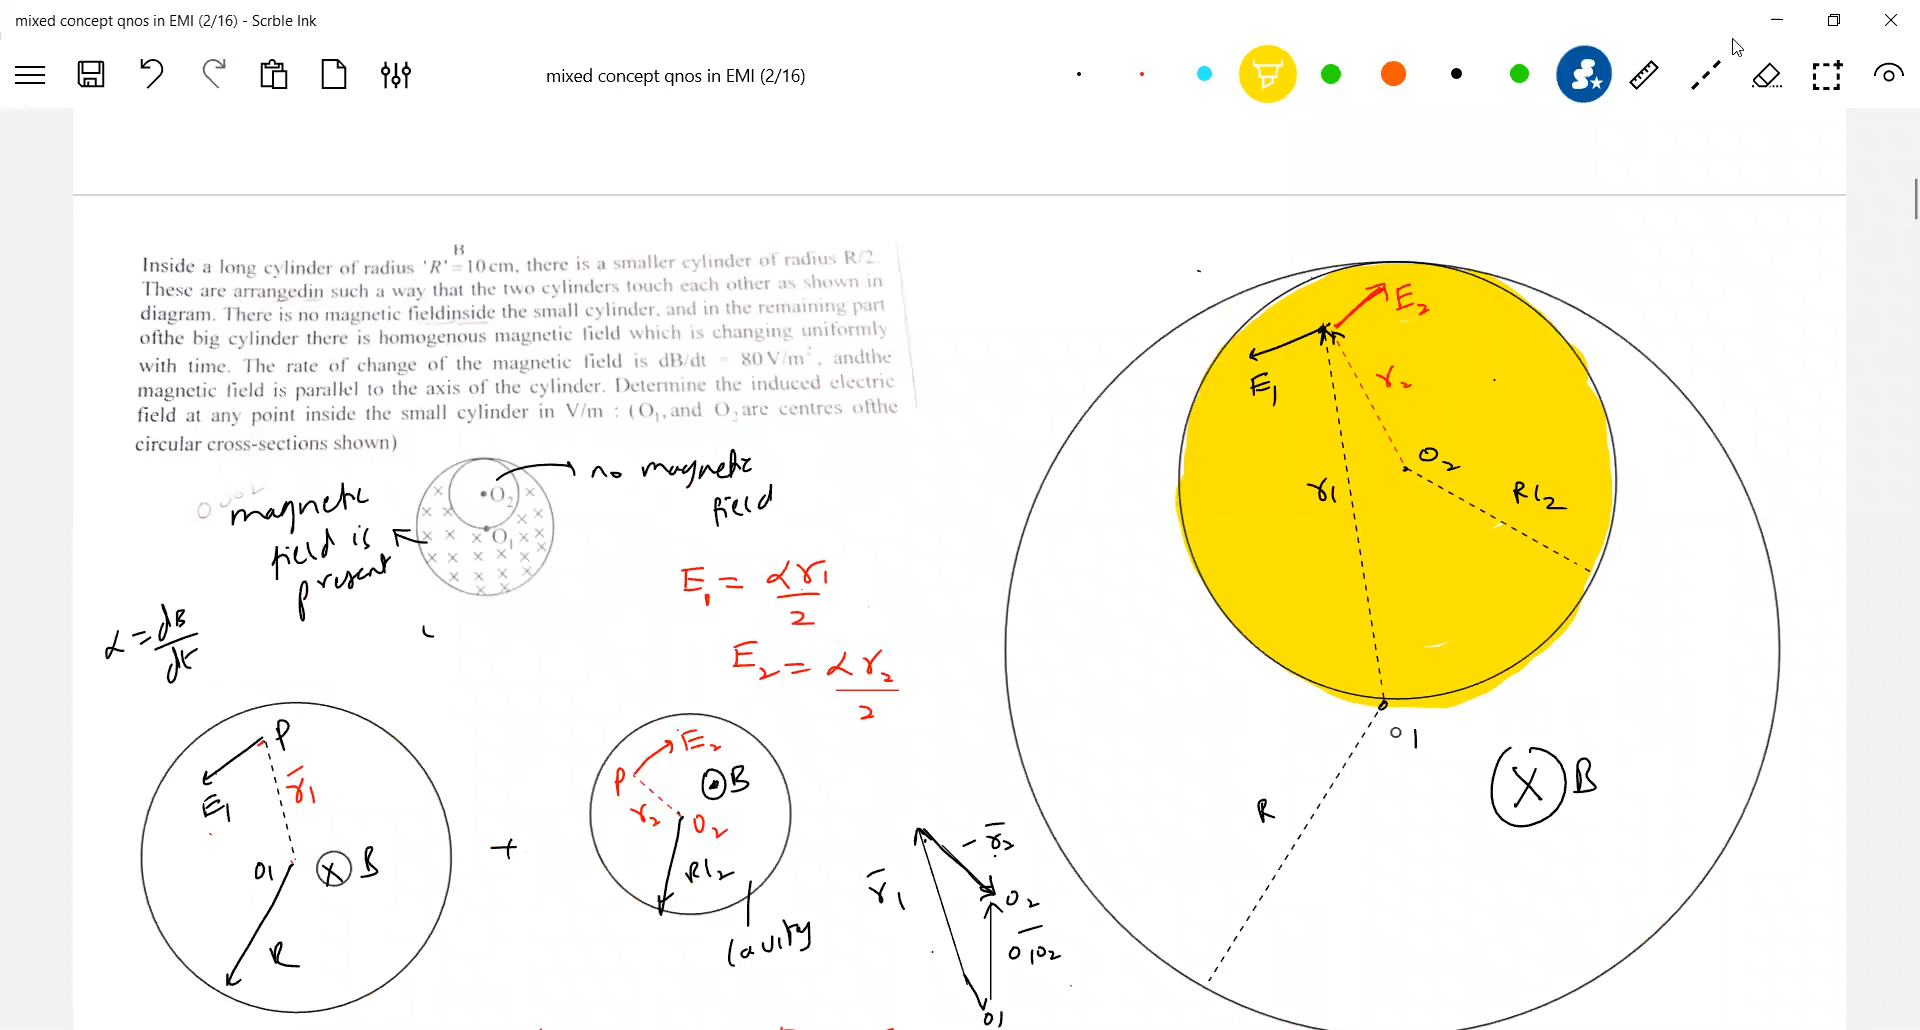 mixed concept qnos in EMI (2/16) - Scrble Ink
mixed concept qnos in EMI (2/16)
B
Inside a long cylinder of radius 'R' = 10 cm, there is a smaller cylinder of radius R/2.
These are arrangedin such a way that the two cylinders touch each other as shown in
diagram. There is no magnetic fieldinside the small cylinder, and in the remaining part
ofthe big cylinder there is homogenous magnetic field which is changing uniformly
with time. The rate of change of the magnetic field is dB/dt = 80 V/m², andthe
magnetic field is parallel to the axis of the cylinder. Determine the induced electric
field at any point inside the small cylinder in V/m : (O₁, and O₂ are centres ofthe
circular cross-sections shown)
no magnetic
field
magnetic
field is
present
O₂
O₁
α = dB/dt
E₁ = αr₁/2
E₂ = αr₂/2
P
r̄₁
E₁
O₁
B
R
+
P
E₂
B
r₂
O₂
R/2
cavity
r̄₁
-r̄₂
O₂
O₁O₂
O₁
E₂
E₁
r₂
r₁
O₂
R/2
O₁
R
B